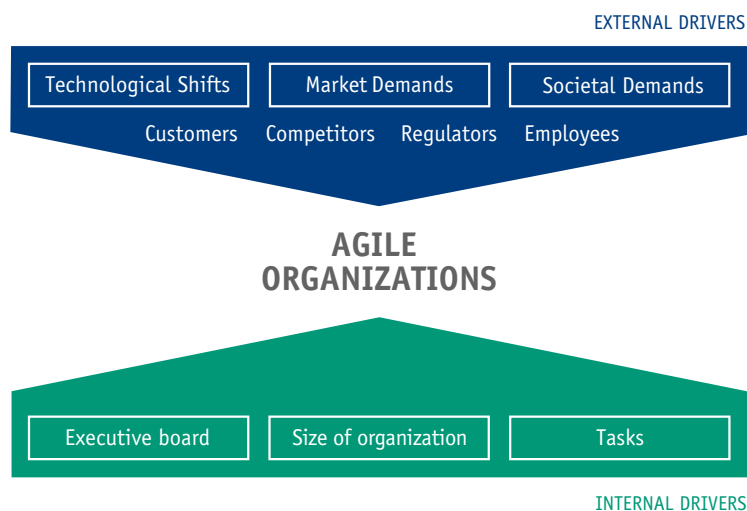 EXTERNAL DRIVERS
Technological Shifts Market Demands Societal Demands
Customers Competitors Regulators Employees
AGILE
ORGANIZATIONS
Executive board Size of organization Tasks
INTERNAL DRIVERS